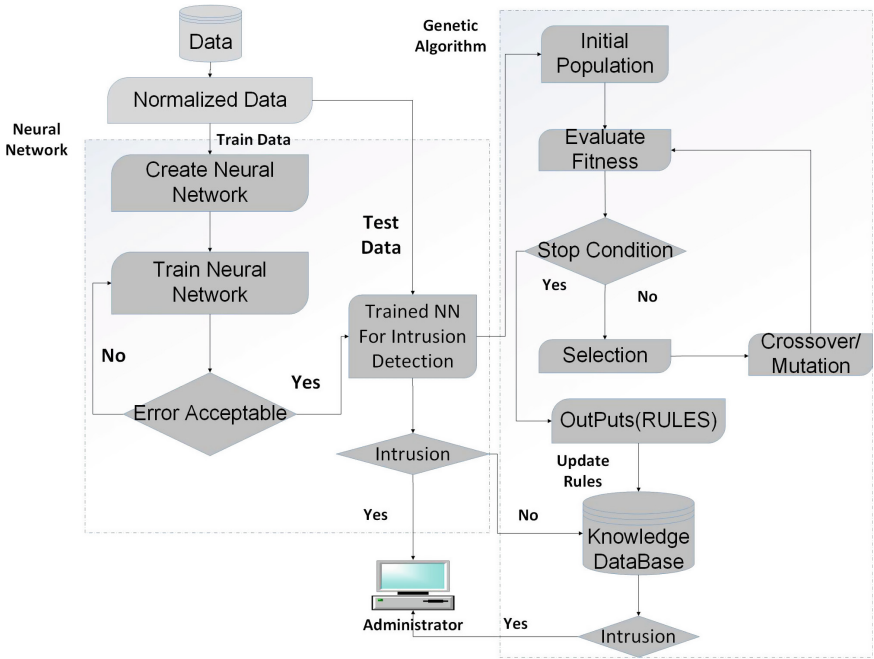 Data
Normalized Data
Neural
Network
Train Data
Create Neural
Network
Train Neural
Network
No
Error Acceptable
Yes
Test
Data
Trained NN
For Intrusion
Detection
Intrusion
Yes
No
Administrator
Genetic
Algorithm
Initial
Population
Evaluate
Fitness
Stop Condition
Yes
No
Selection
Crossover/
Mutation
OutPuts(RULES)
Update
Rules
Knowledge
DataBase
Intrusion
Yes